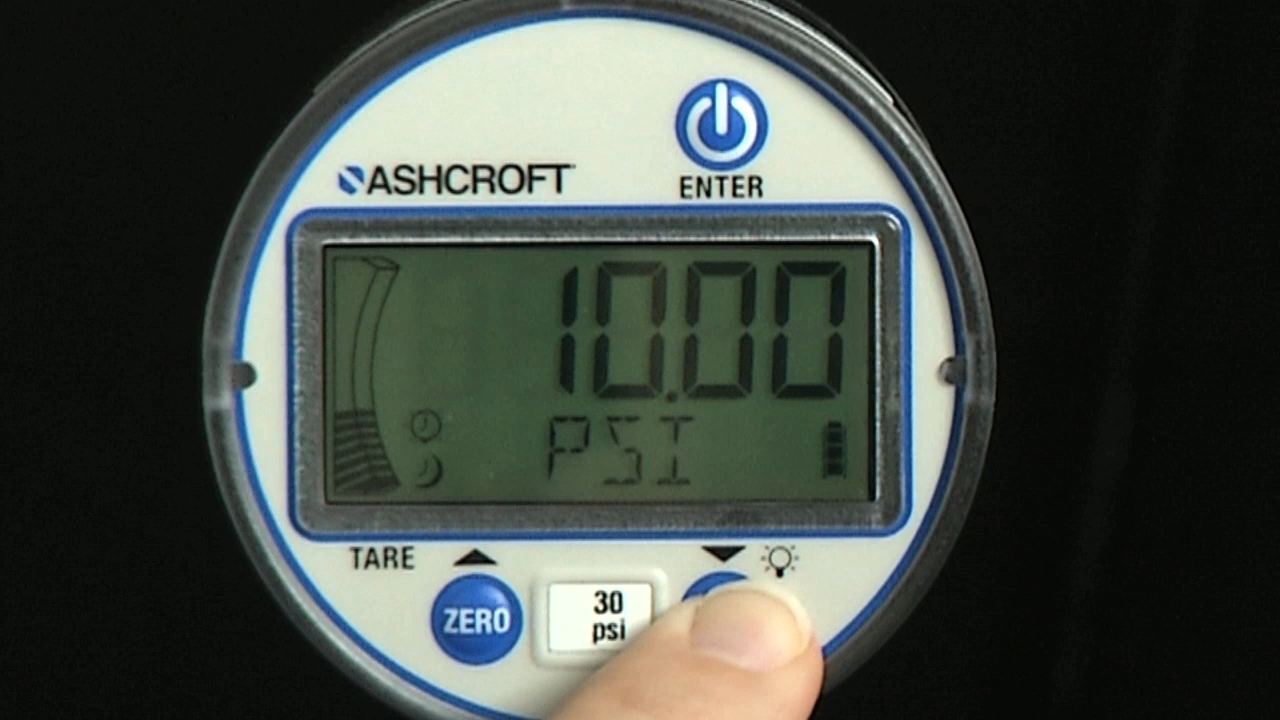 ASHCROFT
ENTER
10.00
PSI
TARE
ZERO
30
psi